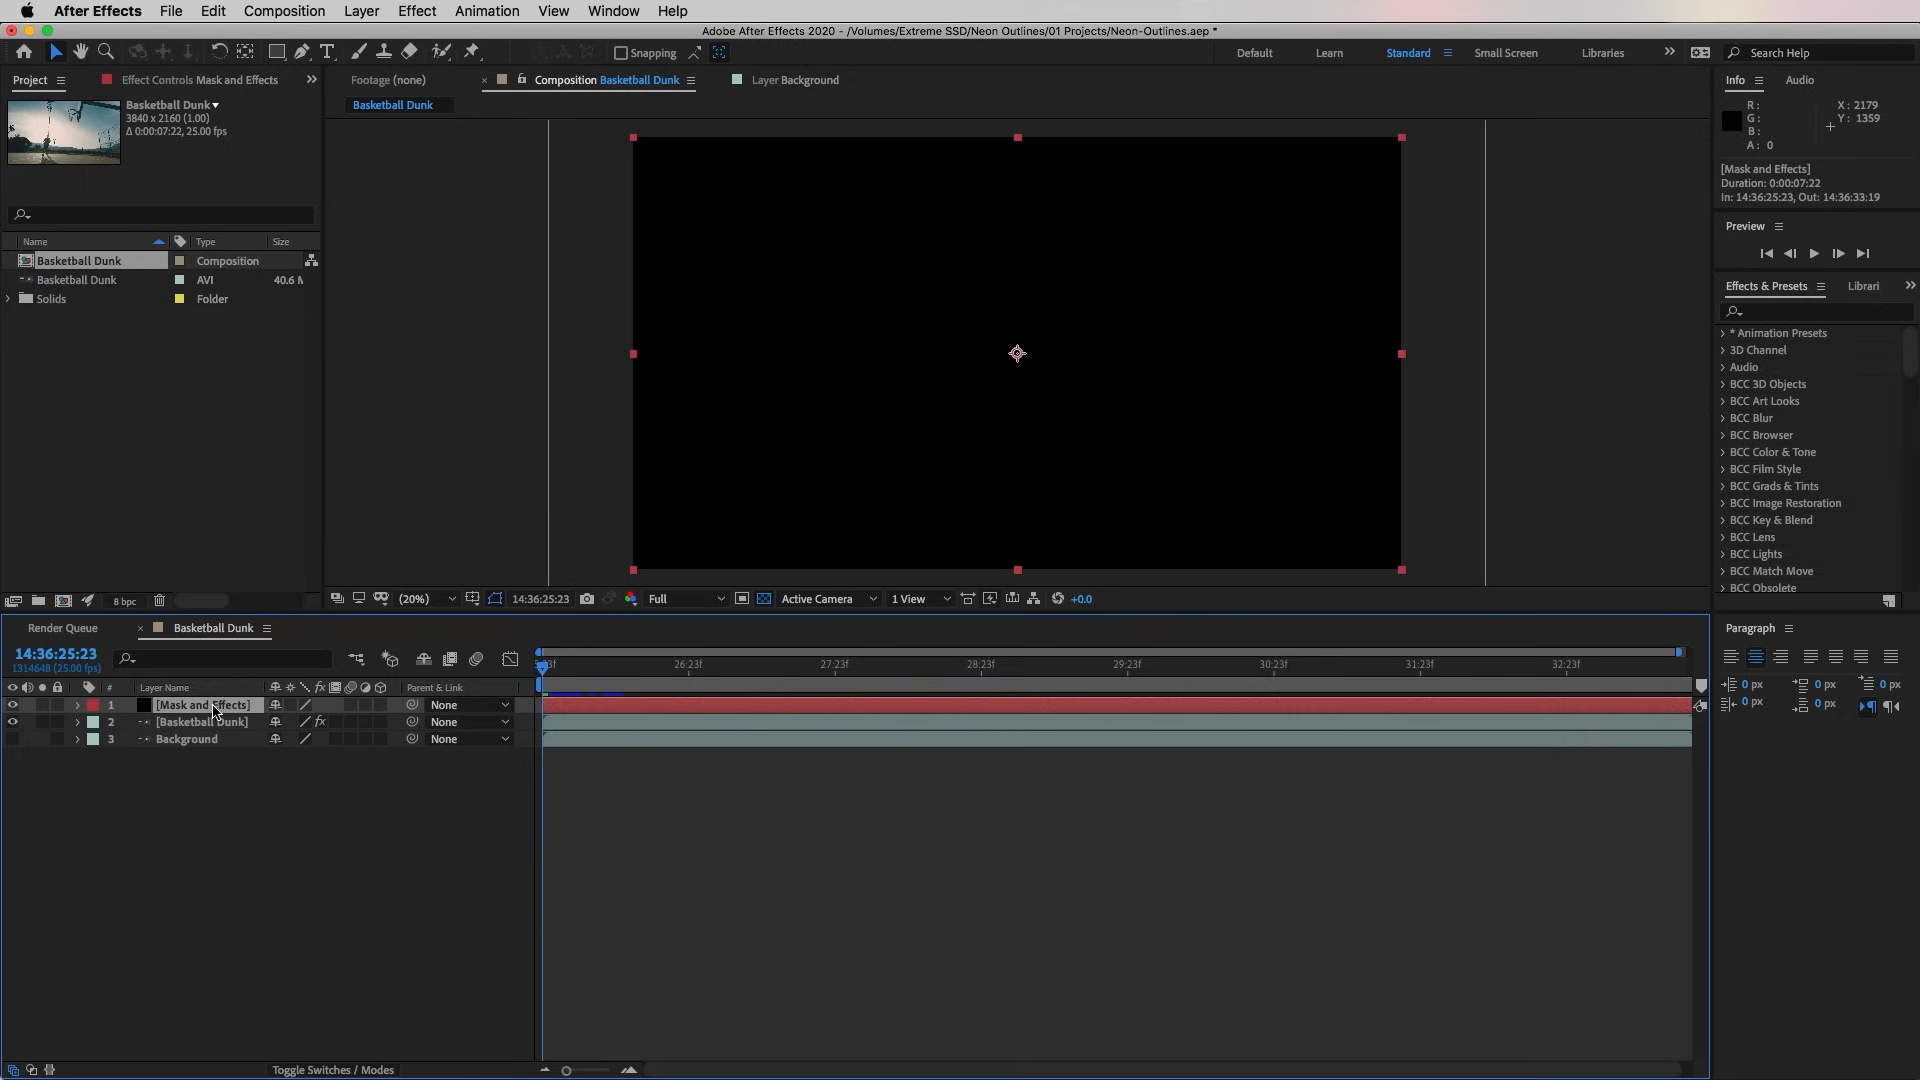 After Effects File Edit Composition Layer Effect Animation View Window Help
Adobe After Effects 2020 - /Volumes/Extreme SSD/Neon Outlines/01 Projects/Neon-Outlines.aep *
Snapping Default Learn Standard Small Screen Libraries Search Help
Project Effect Controls Mask and Effects
Footage (none) Composition Basketball Dunk Layer Background
Info Audio
Basketball Dunk
3840 x 2160 (1.00)
Δ 0:00:07:22, 25.00 fps
Basketball Dunk
R: X: 2179
G: Y: 1359
B:
A: 0
[Mask and Effects]
Duration: 0:00:07:22
In: 14:36:25:23, Out: 14:36:33:19
Preview
Name Type Size
Basketball Dunk Composition
Basketball Dunk AVI 40.6 M
Solids Folder
Effects & Presets Librari
* Animation Presets
3D Channel
Audio
BCC 3D Objects
BCC Art Looks
BCC Blur
BCC Browser
BCC Color & Tone
BCC Film Style
BCC Grads & Tints
BCC Image Restoration
BCC Key & Blend
BCC Lens
BCC Lights
BCC Match Move
BCC Obsolete
8 bpc
(20%) 14:36:25:23 Full Active Camera 1 View +0.0
Render Queue Basketball Dunk
14:36:25:23
1314648 (25.00 fps)
26:23f 27:23f 28:23f 29:23f 30:23f 31:23f 32:23f
# Layer Name fx Parent & Link
1 [Mask and Effects] None
2 [Basketball Dunk] fx None
3 Background None
Paragraph
0 px 0 px 0 px
0 px 0 px
Toggle Switches / Modes